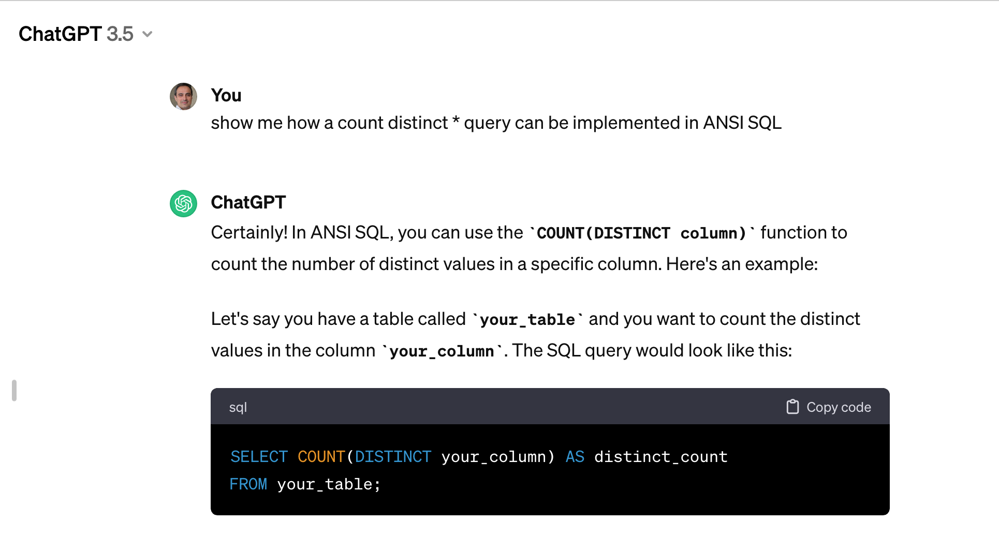 ChatGPT 3.5
You
show me how a count distinct * query can be implemented in ANSI SQL
ChatGPT
Certainly! In ANSI SQL, you can use the `COUNT(DISTINCT column)` function to
count the number of distinct values in a specific column. Here's an example:
Let's say you have a table called `your_table` and you want to count the distinct
values in the column `your_column`. The SQL query would look like this:
sql
Copy code
SELECT COUNT(DISTINCT your_column) AS distinct_count
FROM your_table;